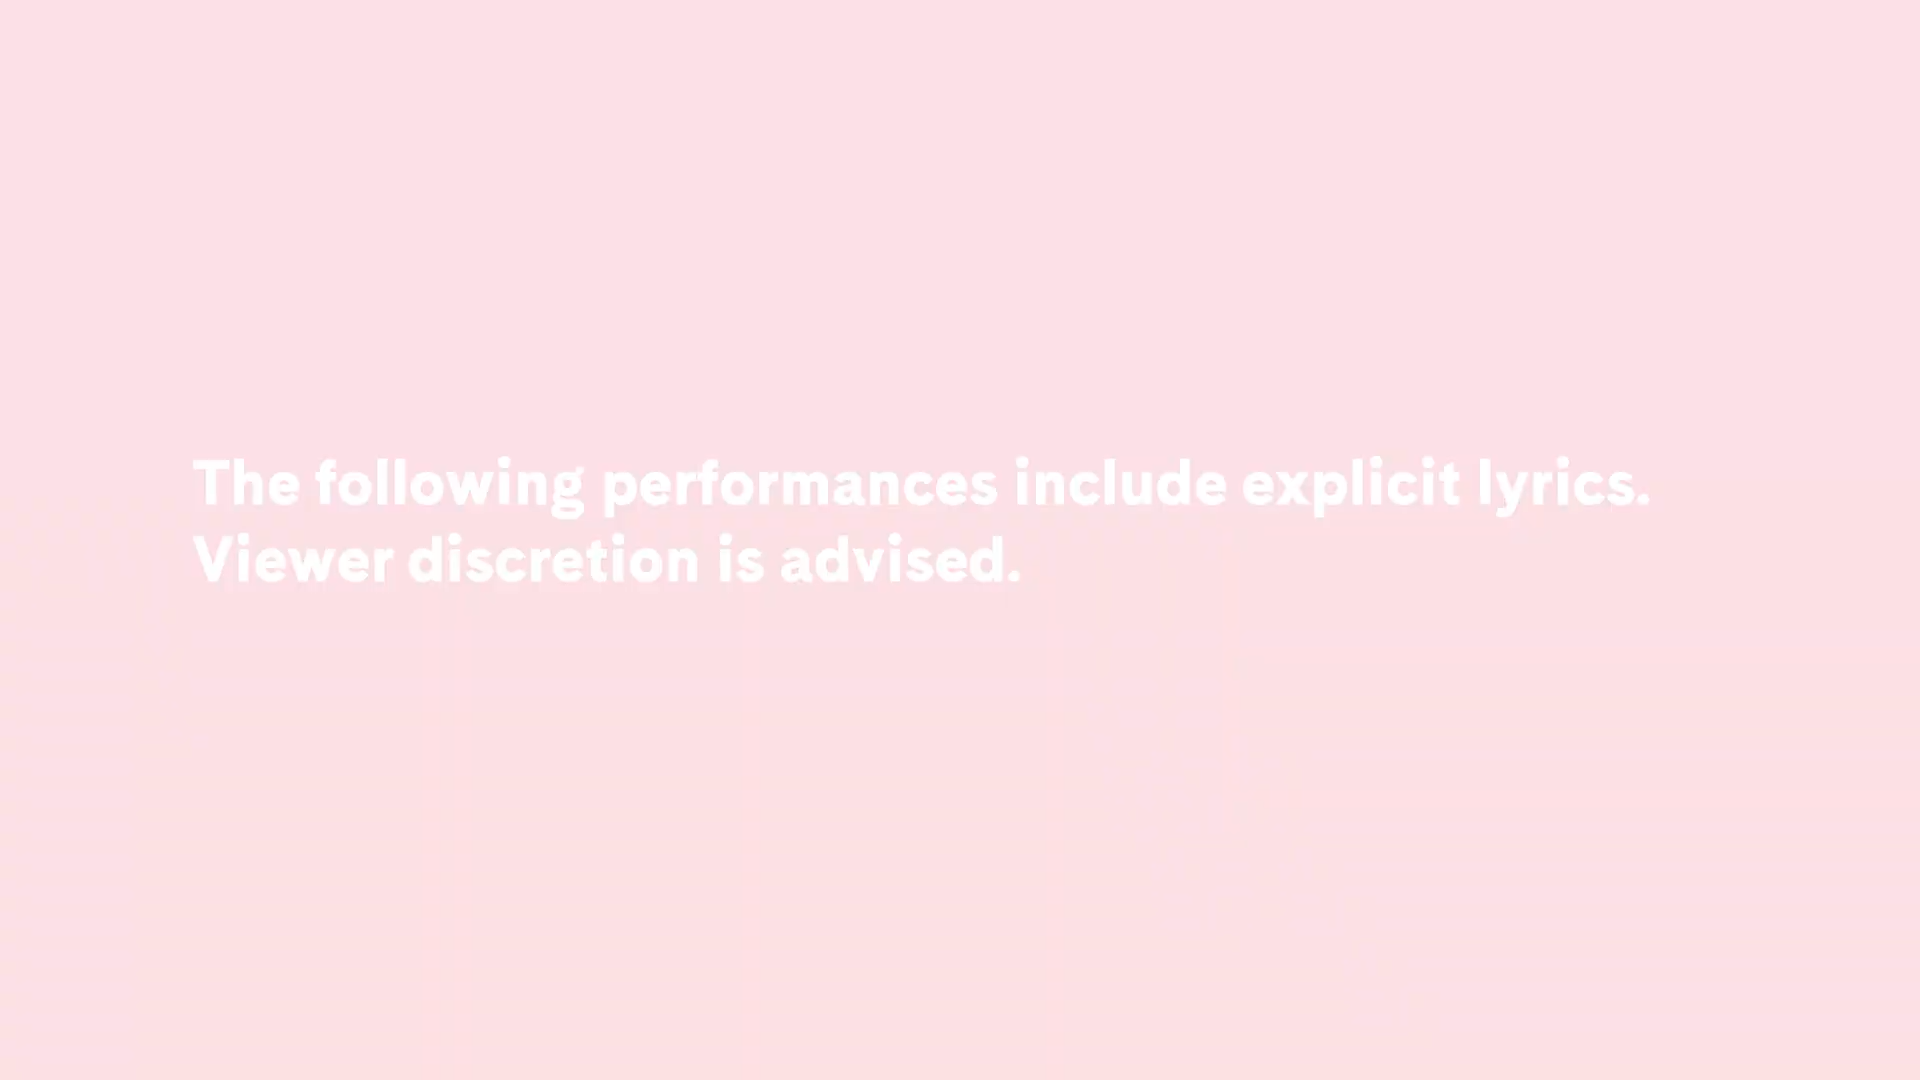 The following performances include explicit lyrics.
Viewer discretion is advised.